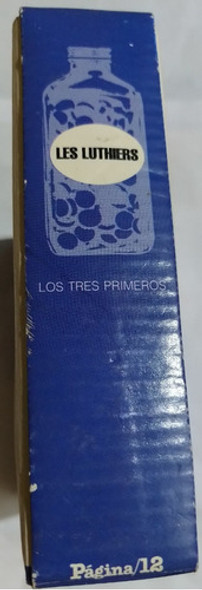 LES LUTHIERS
LOS TRES PRIMEROS
Página/12